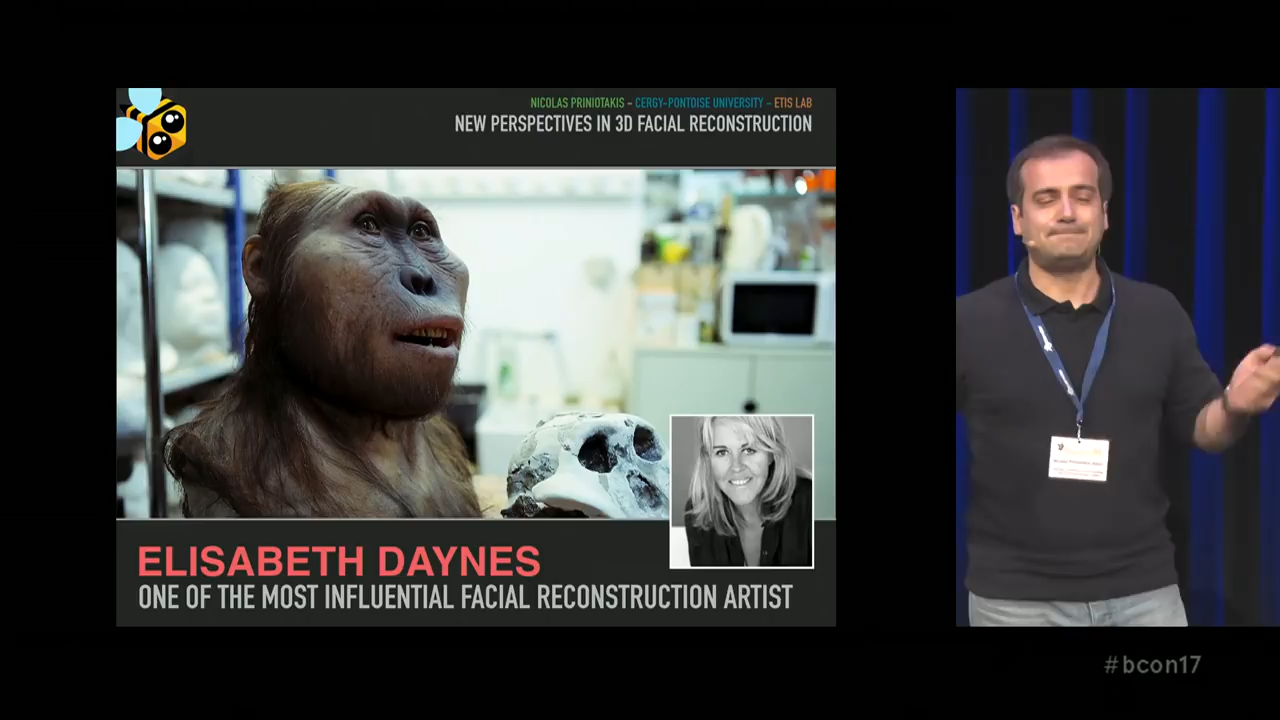 NICOLAS PRINIOTAKIS – CERGY-PONTOISE UNIVERSITY – ETIS LAB
NEW PERSPECTIVES IN 3D FACIAL RECONSTRUCTION
ELISABETH DAYNES
ONE OF THE MOST INFLUENTIAL FACIAL RECONSTRUCTION ARTIST
#bcon17